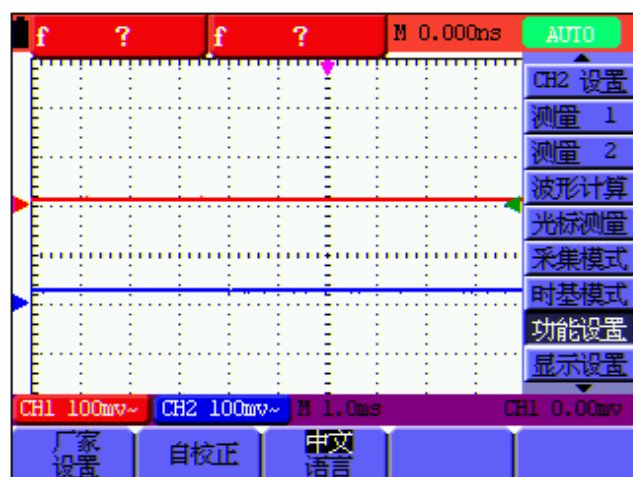 f ? f ? M 0.000ns AUTO
CH2 设置
测量 1
测量 2
波形计算
光标测量
采集模式
时基模式
功能设置
显示设置
CH1 100mv~ CH2 100mv~ M 1.0ms CH1 0.00mv
厂家设置 自校正 中文语言